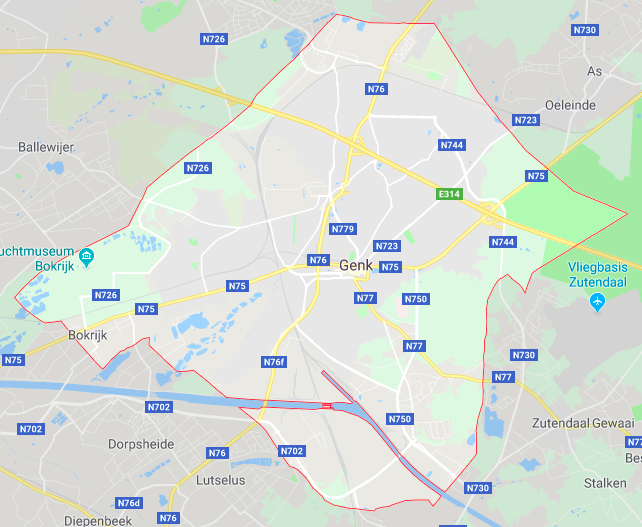 N726
N730
As
N76
Oeleinde
N723
N744
Ballewijer
N726
N75
E314
N779
N723
N744
uchtmuseum
Bokrijk
N76
Genk
N75
Vliegbasis
Zutendaal
N75
N726
N77
N750
N75
Bokrijk
N77
N730
N75
N76f
N77
N702
N750
Zutendaal
Gewaai
N702
Dorpsheide
N77
N76
N702
Bes
Lutselus
N730
Stalken
N76d
N76
Diepenbeek